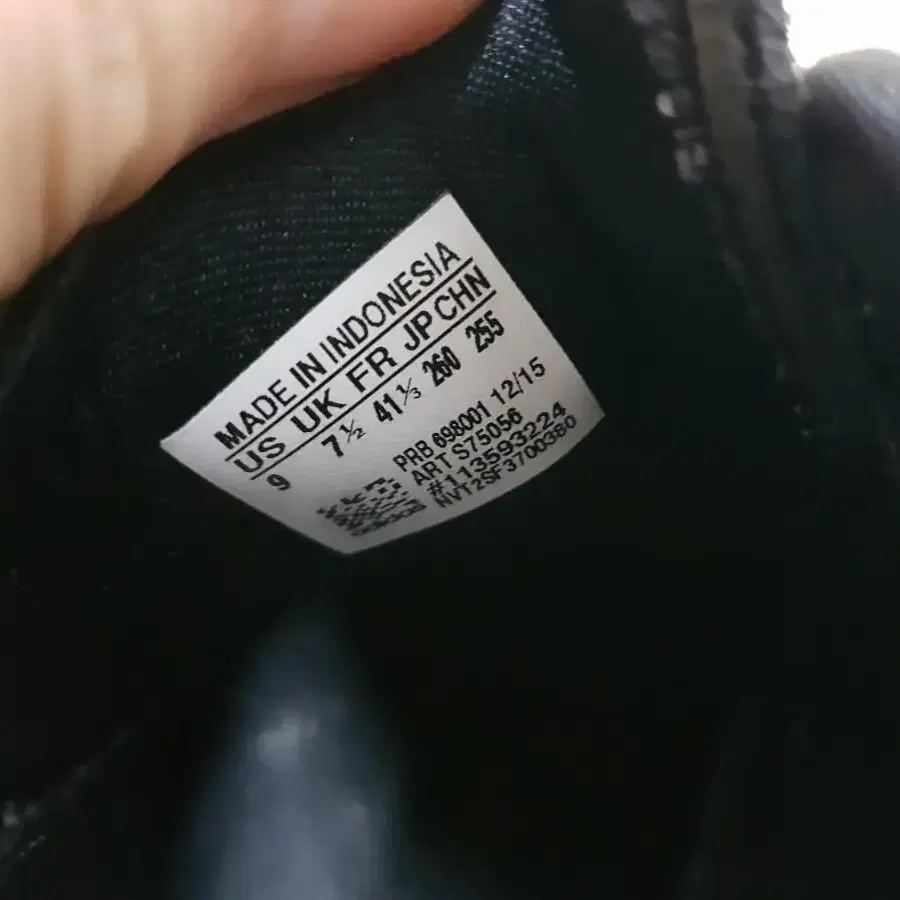 MADE IN INDONESIA
US UK FR JP CHN
9 7½ 41⅓ 260 255
PRB 698001 12/15
ART S75056
#113593224
NVT2SF3700380
adidas